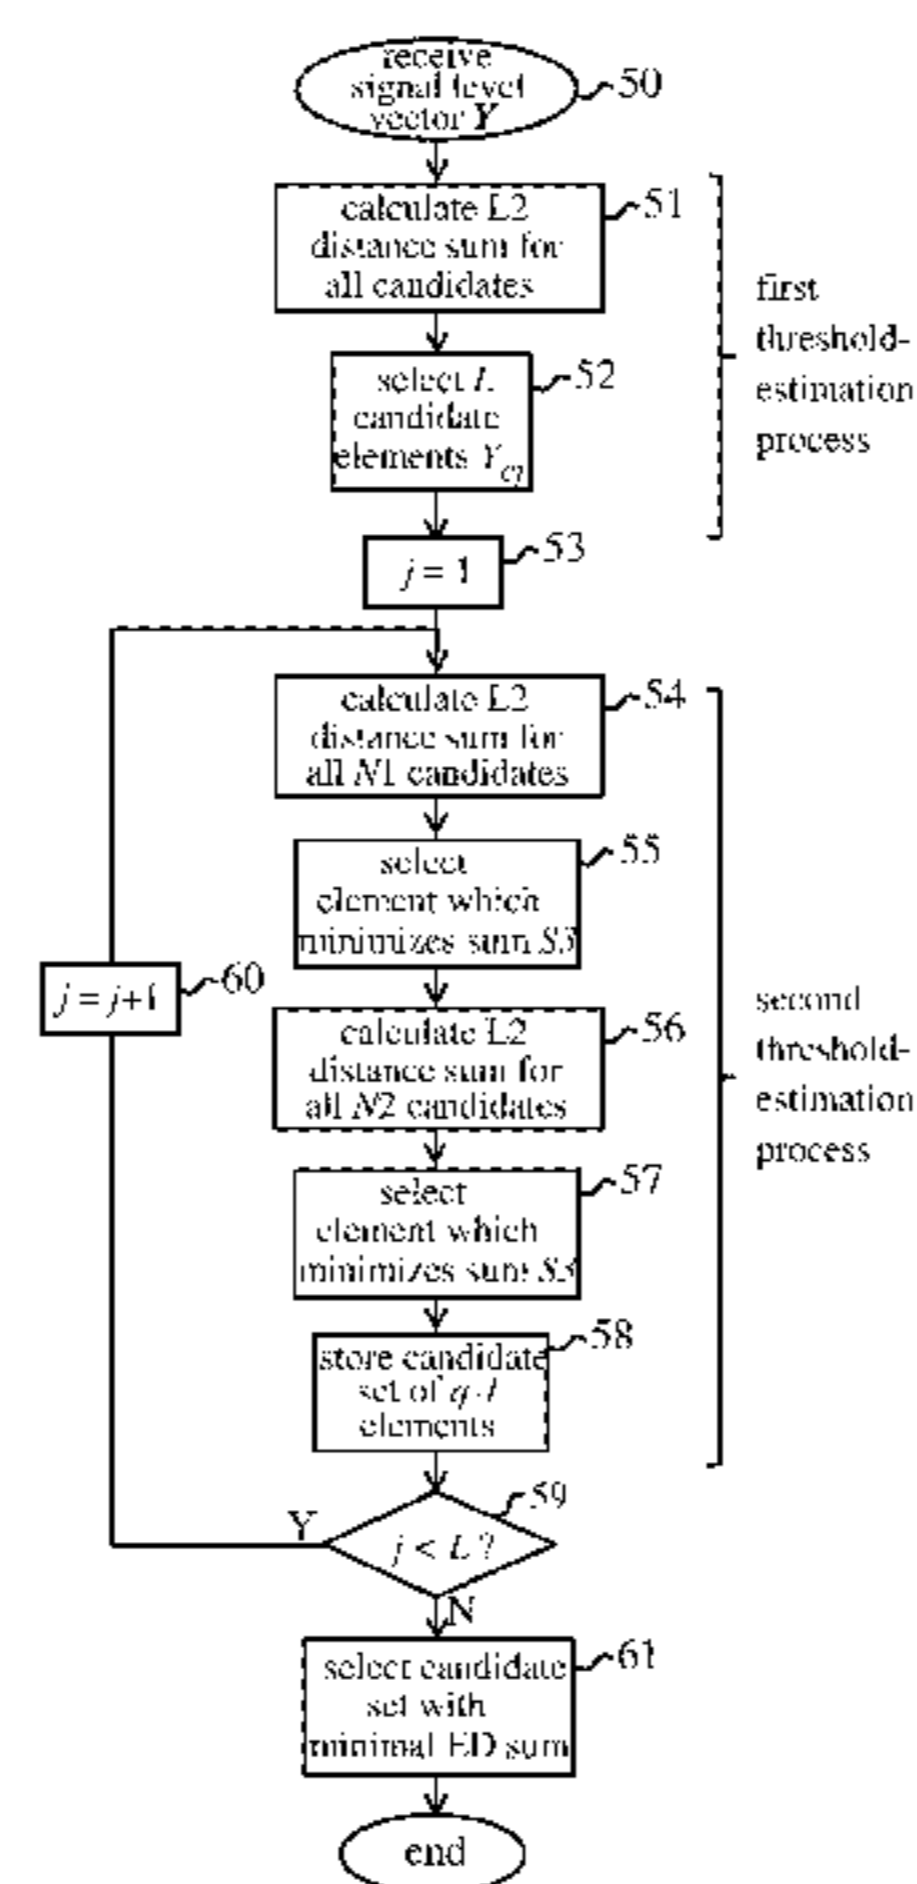 receive
signal level
vector Y
50
calculate L2
distance sum for
all candidates
51
select L
candidate
elements Y
52
first
threshold-
estimation
process
j = 1
53
calculate L2
distance sum for
all N1 candidates
54
select
element which
minimizes sum S3
55
j = j+1
60
calculate L2
distance sum for
all N2 candidates
56
second
threshold-
estimation
process
select
element which
minimizes sum S3
57
store candidate
set of q-1
elements
58
j < L ?
59
Y
N
select candidate
set with
minimal ED sum
61
end